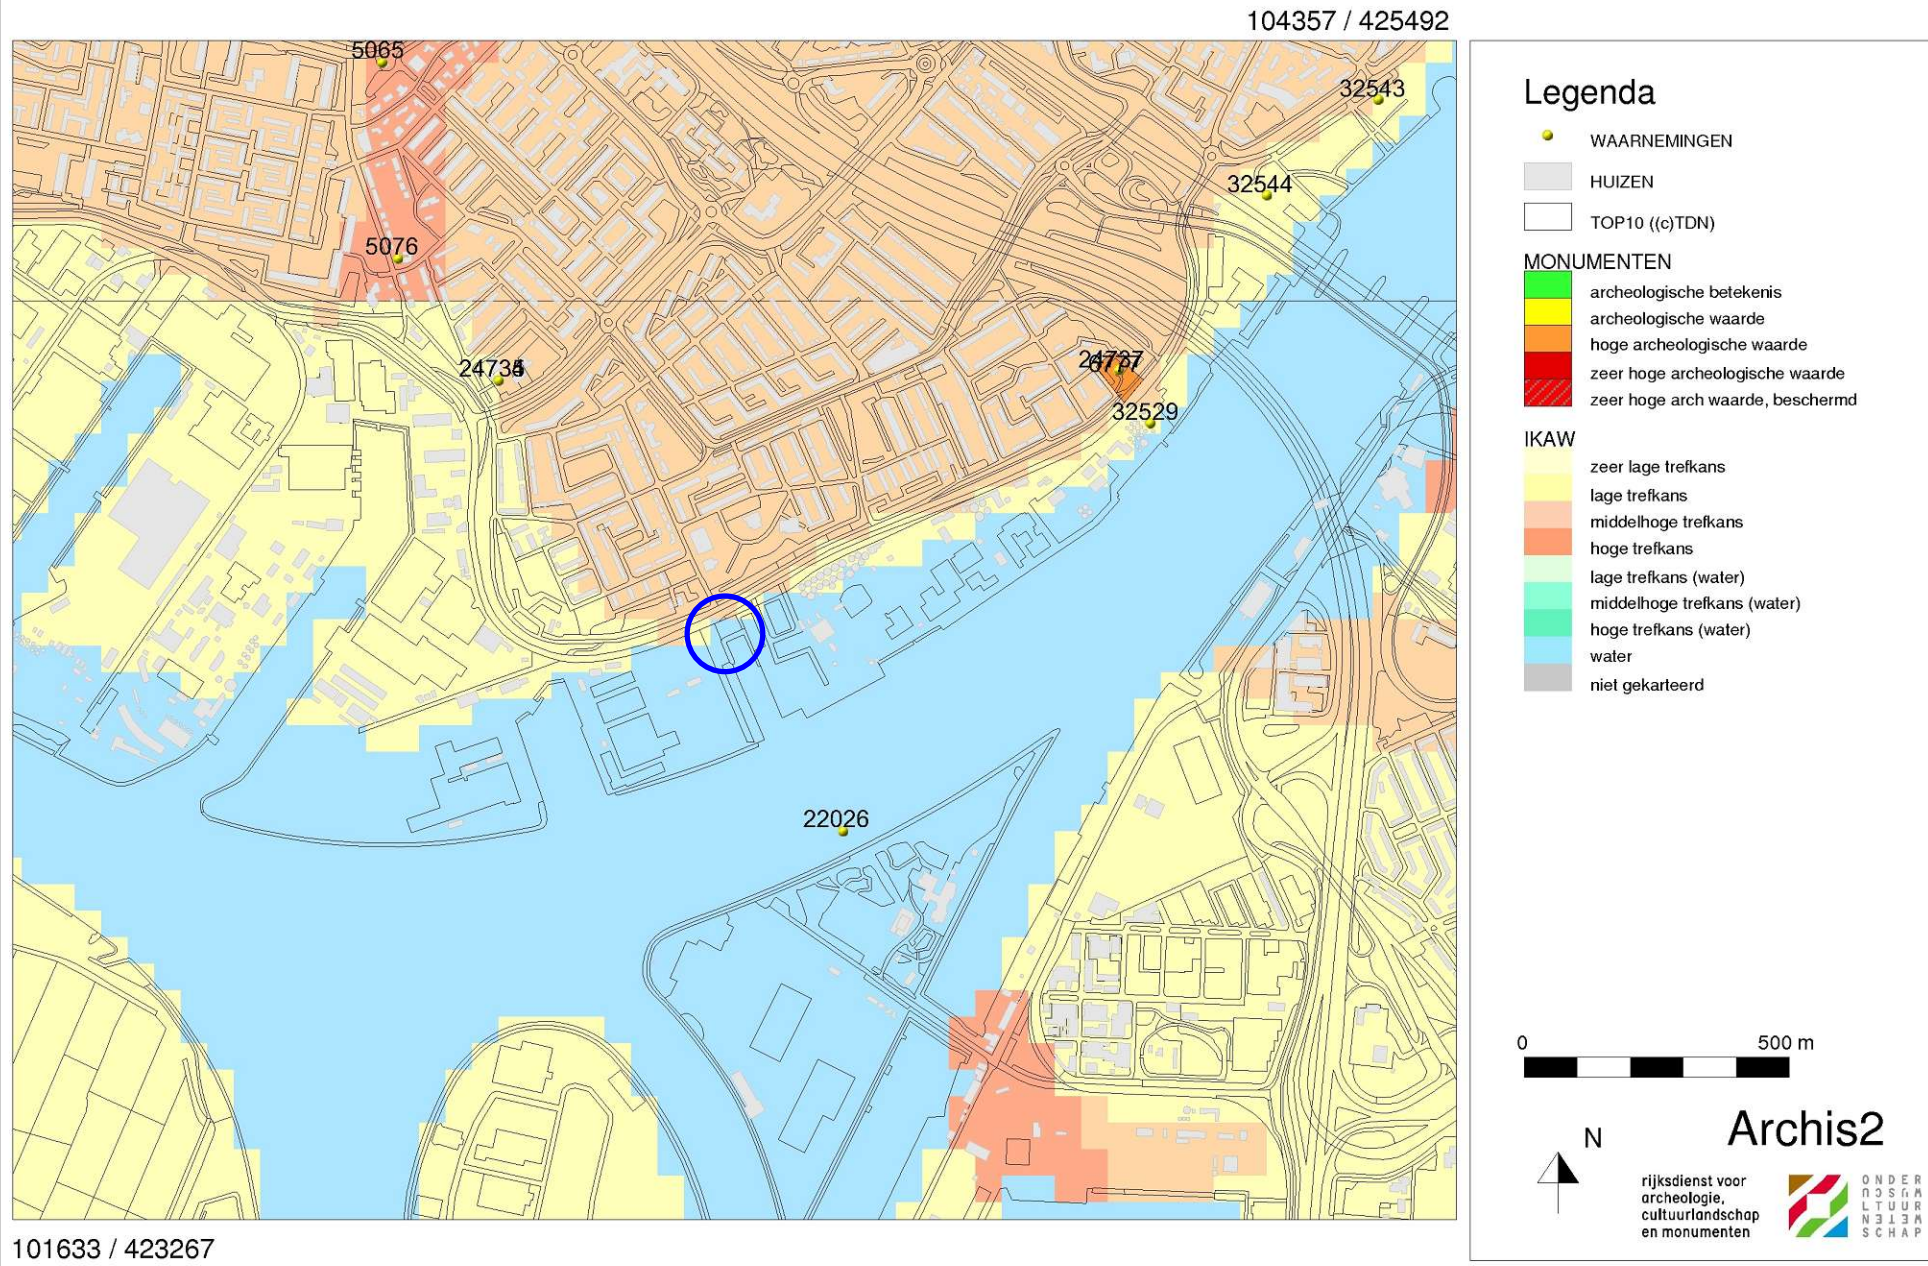 104357 / 425492
5065
32543
32544
5076
24737
32529
22026
101633 / 423267
Legenda
WAARNEMINGEN
HUIZEN
TOP10 ((c)TDN)
MONUMENTEN
archeologische betekenis
archeologische waarde
hoge archeologische waarde
zeer hoge archeologische waarde
zeer hoge arch waarde, beschermd
IKAW
zeer lage trefkans
lage trefkans
middelhoge trefkans
hoge trefkans
lage trefkans (water)
middelhoge trefkans (water)
hoge trefkans (water)
water
niet gekarteerd
0 500 m
Archis2
N
rijksdienst voor
archeologie,
cultuurlandschap
en monumenten
ONDER